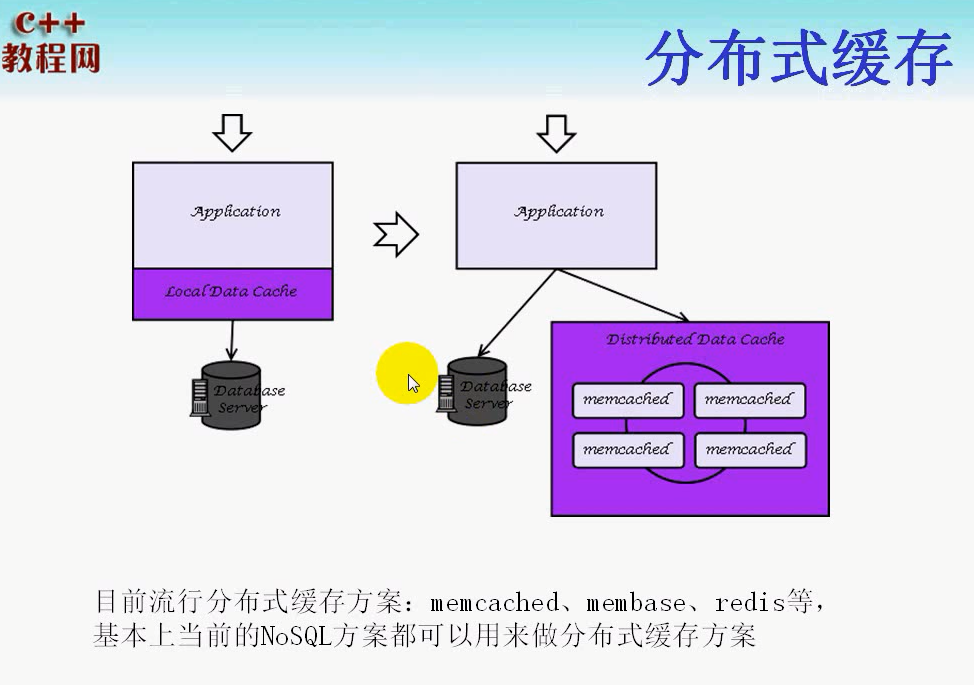 C++
教程网
分布式缓存
Application
Local Data Cache
Database
Server
Application
Database
Server
Distributed Data Cache
memcached
memcached
memcached
memcached
目前流行分布式缓存方案：memcached、membase、redis等，
基本上当前的NoSQL方案都可以用来做分布式缓存方案